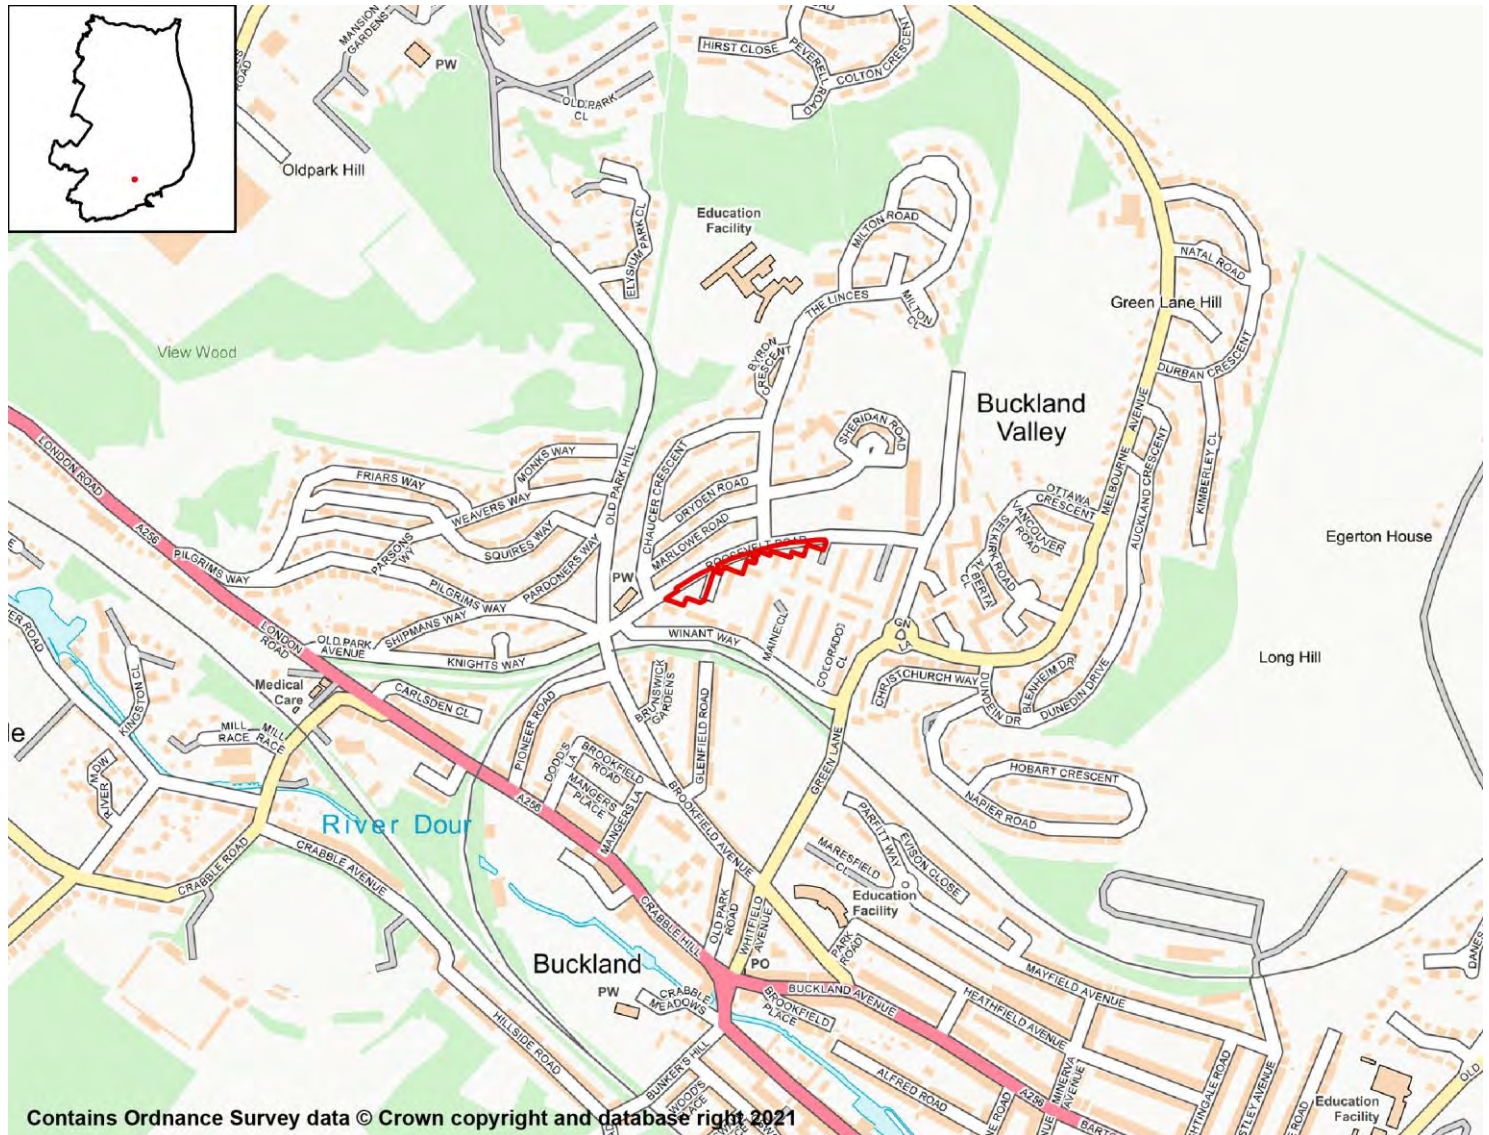 MANSION
GARDENS
PW
ROAD
HIRST CLOSE
PEVERELL
ROAD
COLTON CRESCENT
OLD PARK
CL
Oldpark Hill
Education
Facility
MILTON ROAD
ELYSIUM PARK CL
THE LINCES
MILTON
CL
NATAL ROAD
Green Lane Hill
View Wood
BYRON
CRESCENT
DURBAN CRESCENT
Buckland
Valley
SHERIDAN ROAD
MELBOURNE AVENUE
AUCKLAND CRESCENT
KIMBERLEY CL
LONDON ROAD
A256
FRIARS WAY
MONKS WAY
WEAVERS WAY
OLD PARK HILL
CHAUCER CRESCENT
DRYDEN ROAD
MARLOWE ROAD
OTTAWA
CRESCENT
VANCOUVER
ROAD
SELKIRK ROAD
ALBERTA
CL
Egerton House
PILGRIMS WAY
PARSONS
WY
SQUIRES WAY
PARDONERS WAY
ROOSEVELT ROAD
PW
PILGRIMS WAY
SHIPMANS WAY
OLD PARK
AVENUE
KNIGHTS WAY
WINANT WAY
MAINE CL
COLORADO
CL
GN
LA
LONDON
ROAD
Long Hill
CHRISTCHURCH WAY
DUNEDIN DR
BLENHEIM DR
DUNEDIN DRIVE
Medical
Care
CARLSDEN CL
KINGSTON CL
MILL
RACE
MILL
RACE
PIONEER ROAD
BRUNSWICK
GARDENS
GLENFIELD ROAD
GREEN LANE
RIVER MDW
DODD'S
LA
BROOKFIELD
ROAD
MANGERS
PLACE
MANGERS LA
A256
BROOKFIELD AVENUE
HOBART CRESCENT
NAPIER ROAD
River Dour
PARFITT WAY
EVISON CLOSE
MARESFIELD
CL
CRABBLE ROAD
CRABBLE AVENUE
Education
Facility
CRABBLE HILL
OLD PARK
ROAD
WHITFIELD
AVENUE
PARK
ROAD
PO
Buckland
PW
CRABBLE
MEADOWS
BUCKLAND AVENUE
BROOKFIELD
PLACE
MAYFIELD AVENUE
HEATHFIELD AVENUE
HILLSIDE ROAD
BUNKER'S HILL
ALFRED ROAD
MINERVA
AVENUE
A256
Education
Facility
Contains Ordnance Survey data © Crown copyright and database right 2021